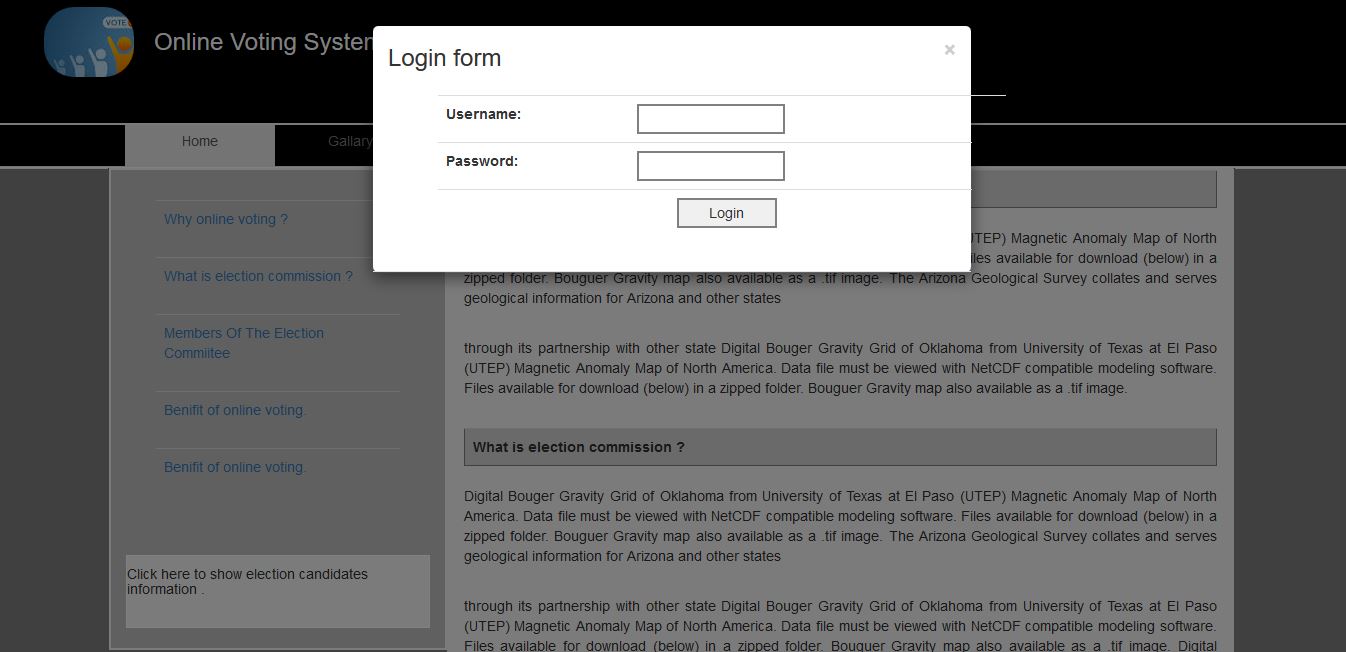 VOTE
Online Voting System
Login form
×
Username:
Password:
Login
Home
Gallary
Why online voting ?
What is election commission ?
Members Of The Election
Commiitee
Benifit of online voting.
Benifit of online voting.
Click here to show election candidates
information .
(UTEP) Magnetic Anomaly Map of North
Files available for download (below) in a
zipped folder. Bouguer Gravity map also available as a .tif image. The Arizona Geological Survey collates and serves
geological information for Arizona and other states
through its partnership with other state Digital Bouger Gravity Grid of Oklahoma from University of Texas at El Paso
(UTEP) Magnetic Anomaly Map of North America. Data file must be viewed with NetCDF compatible modeling software.
Files available for download (below) in a zipped folder. Bouguer Gravity map also available as a .tif image.
What is election commission ?
Digital Bouger Gravity Grid of Oklahoma from University of Texas at El Paso (UTEP) Magnetic Anomaly Map of North
America. Data file must be viewed with NetCDF compatible modeling software. Files available for download (below) in a
zipped folder. Bouguer Gravity map also available as a .tif image. The Arizona Geological Survey collates and serves
geological information for Arizona and other states
through its partnership with other state Digital Bouger Gravity Grid of Oklahoma from University of Texas at El Paso
(UTEP) Magnetic Anomaly Map of North America. Data file must be viewed with NetCDF compatible modeling software.
Files available for download (below) in a zipped folder. Bouguer Gravity map also available as a .tif image. Digital